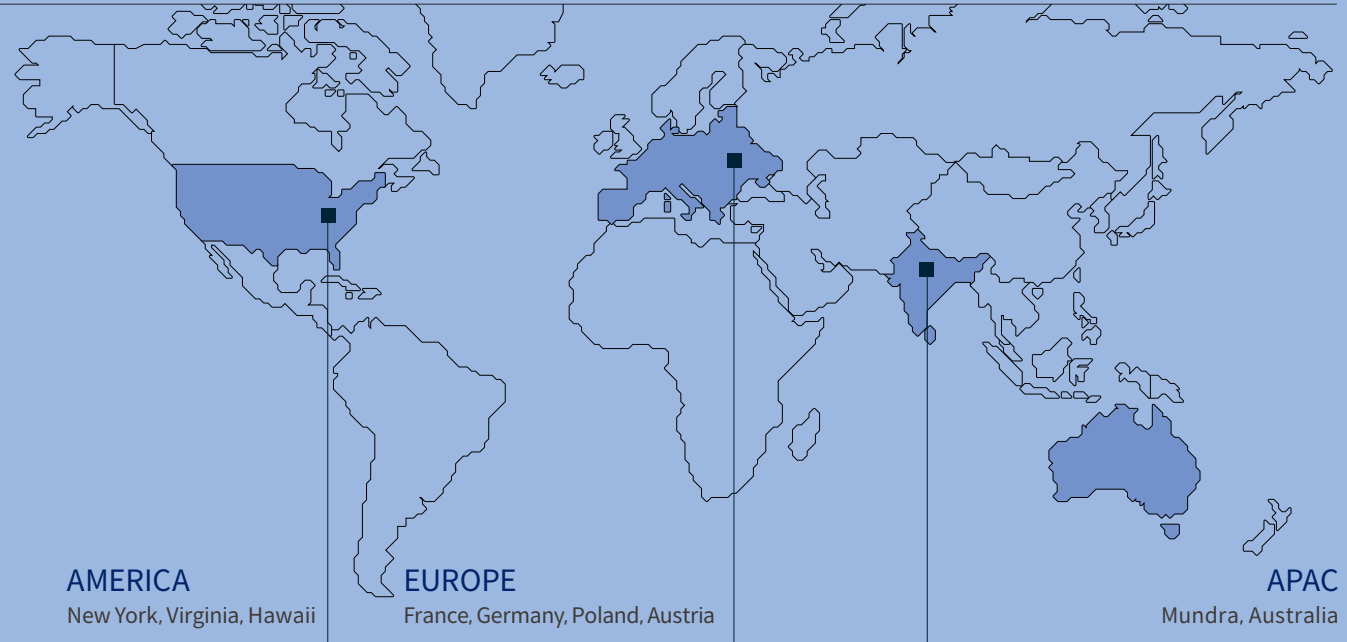 AMERICA
New York, Virginia, Hawaii
EUROPE
France, Germany, Poland, Austria
APAC
Mundra, Australia